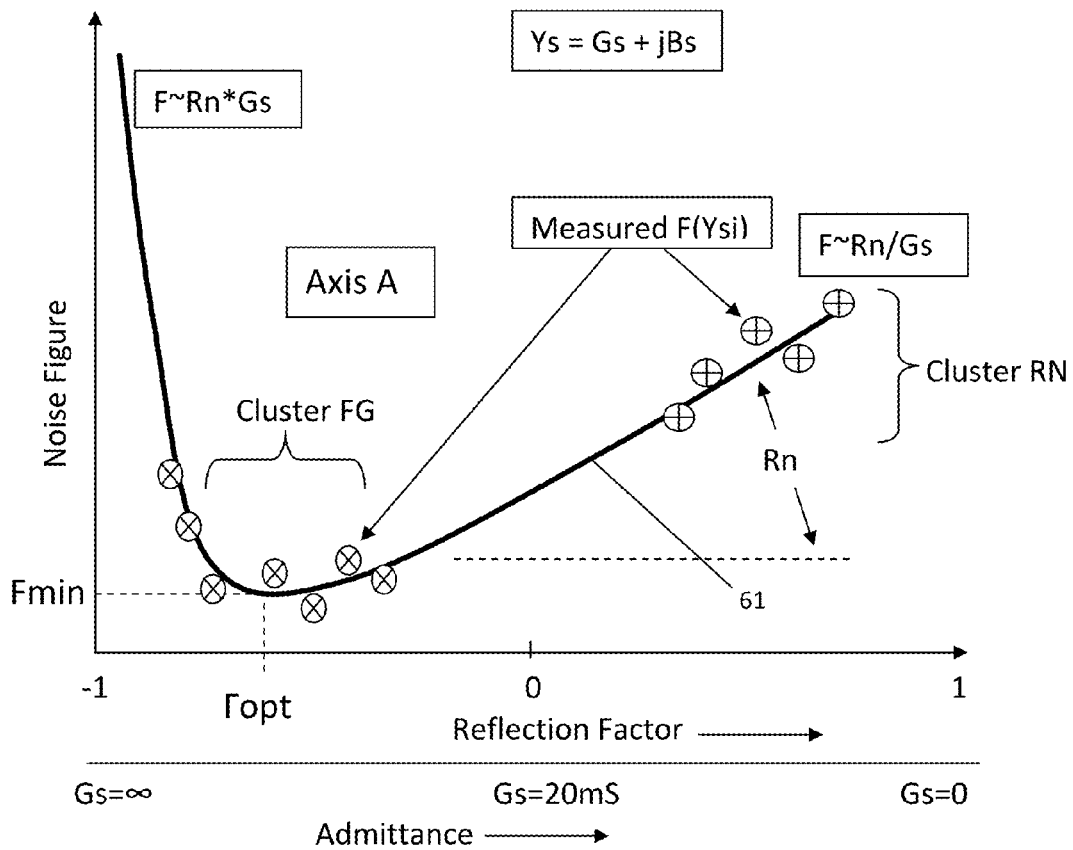 Ys = Gs + jBs
F~Rn*Gs
Measured F(Ysi)
F~Rn/Gs
Axis A
Noise Figure
Cluster RN
Cluster FG
Rn
Fmin
61
-1
0
1
Γopt
Reflection Factor
Gs=∞
Gs=20mS
Gs=0
Admittance